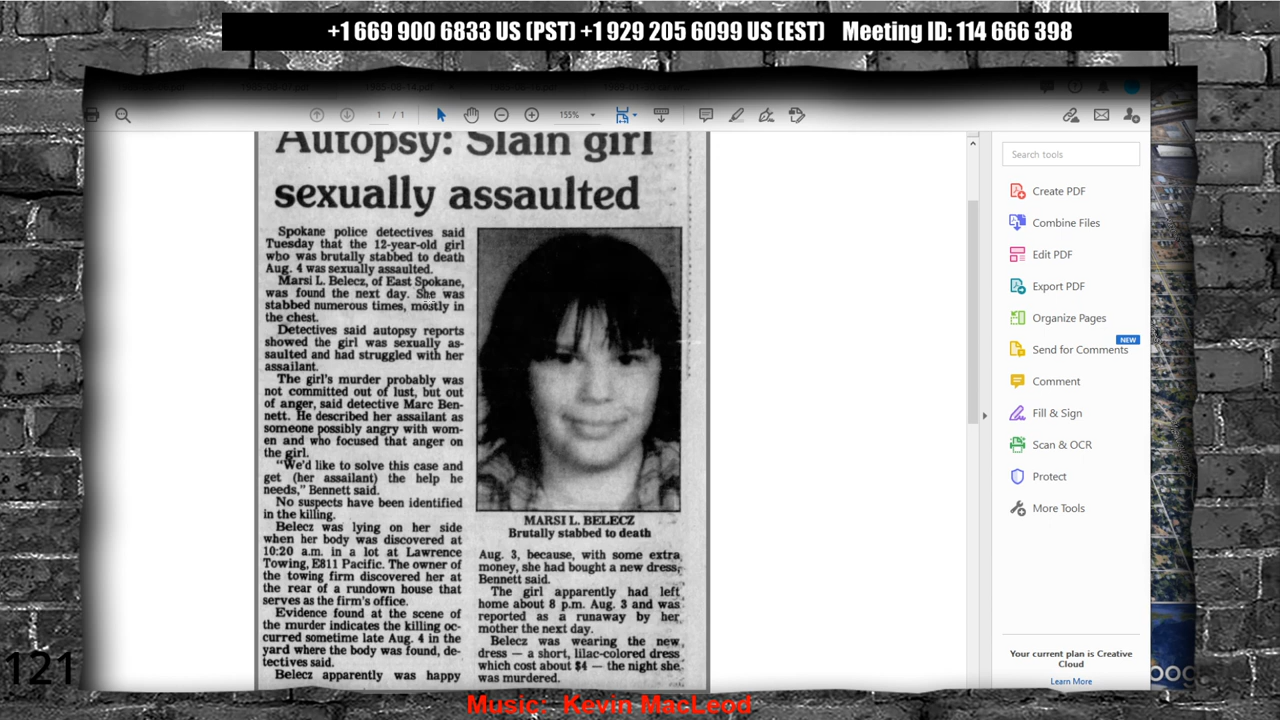 +1 669 900 6833 US (PST) +1 929 205 6099 US (EST) Meeting ID: 114 666 398
1 / 1
155%
Search tools
Create PDF
Combine Files
Edit PDF
Export PDF
Organize Pages
NEW
Send for Comments
Comment
Fill & Sign
Scan & OCR
Protect
More Tools
Your current plan is Creative
Cloud
Learn More
Autopsy: Slain girl
sexually assaulted
Spokane police detectives said
Tuesday that the 12-year-old girl
who was brutally stabbed to death
Aug. 4 was sexually assaulted.
Marsi L. Belecz, of East Spokane,
was found the next day. She was
stabbed numerous times, mostly in
the chest.
Detectives said autopsy reports
showed the girl was sexually as-
saulted and had struggled with her
assailant.
The girl's murder probably was
not committed out of lust, but out
of anger, said detective Marc Ben-
nett. He described her assailant as
someone possibly angry with wom-
en and who focused that anger on
the girl.
"We'd like to solve this case and
get (her assailant) the help he
needs," Bennett said.
No suspects have been identified
in the killing.
Belecz was lying on her side
when her body was discovered at
10:20 a.m. in a lot at Lawrence
Towing, E811 Pacific. The owner of
the towing firm discovered her at
the rear of a rundown house that
serves as the firm's office.
Evidence found at the scene of
the murder indicates the killing oc-
curred sometime late Aug. 4 in the
yard where the body was found, de-
tectives said.
Belecz apparently was happy
MARSI L. BELECZ
Brutally stabbed to death
Aug. 3, because, with some extra
money, she had bought a new dress,
Bennett said.
The girl apparently had left
home about 8 p.m. Aug. 3 and was
reported as a runaway by her
mother the next day.
Belecz was wearing the new
dress — a short, lilac-colored dress
which cost about $4 — the night she
was murdered.
121
Music: Kevin MacLeod